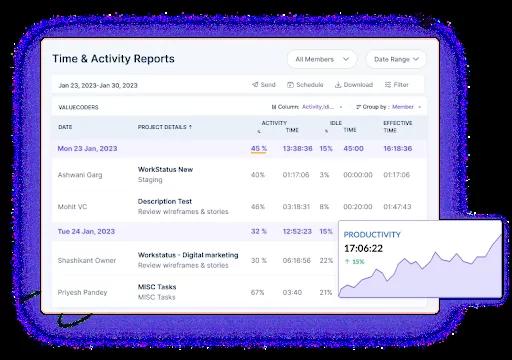 Time & Activity Reports
All Members
Date Range
Jan 23, 2023-Jan 30, 2023
Send
Schedule
Download
Filter
VALUECODERS
Column: Activity/Id...
Group by: Member
DATE
PROJECT DETAILS ↑
ACTIVITY
%
TIME
IDLE
%
TIME
EFFECTIVE
TIME
Mon 23 Jan, 2023 45 % 13:38:36 15% 45:00 16:18:36
Ashwani Garg
WorkStatus New
Staging
40% 01:17:06 3% 00:00:00 01:17:06
Mohit VC
Description Test
Review wireframes & stories
46% 03:18:31 8% 00:20:00 01:47:43
Tue 24 Jan, 2023 32 % 12:52:23 15%
Shashikant Owner
Workstatus - Digital marketing
Review wireframes & stories
30 % 06:16:56 22%
Priyesh Pandey
MISC Tasks
MISC Tasks
67% 03:40 21%
PRODUCTIVITY
17:06:22
↑ 15%